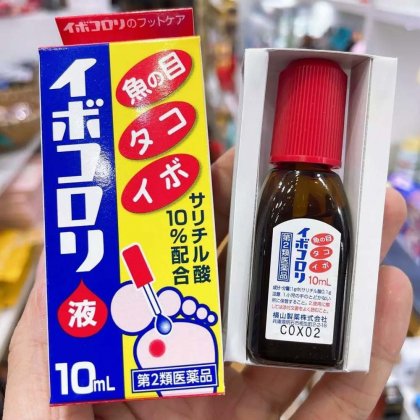 イボコロリのフットケア
魚の目
タコ
イボ
イボコロリ
液
サリチル酸
10%配合
10mL
第2類医薬品
イボコロリ
第2類医薬品
魚の目
タコ
イボ
10mL
横山製薬株式会社
COX02